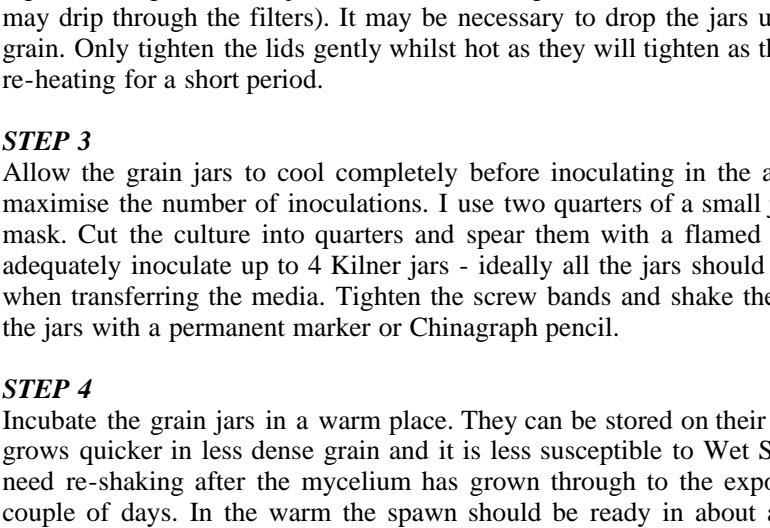 may drip through the filters). It may be necessary to drop the jars u
grain. Only tighten the lids gently whilst hot as they will tighten as th
re-heating for a short period.
STEP 3
Allow the grain jars to cool completely before inoculating in the a
maximise the number of inoculations. I use two quarters of a small j
mask. Cut the culture into quarters and spear them with a flamed
adequately inoculate up to 4 Kilner jars - ideally all the jars should
when transferring the media. Tighten the screw bands and shake the
the jars with a permanent marker or Chinagraph pencil.
STEP 4
Incubate the grain jars in a warm place. They can be stored on their
grows quicker in less dense grain and it is less susceptible to Wet S
need re-shaking after the mycelium has grown through to the expo
couple of days. In the warm the spawn should be ready in about a